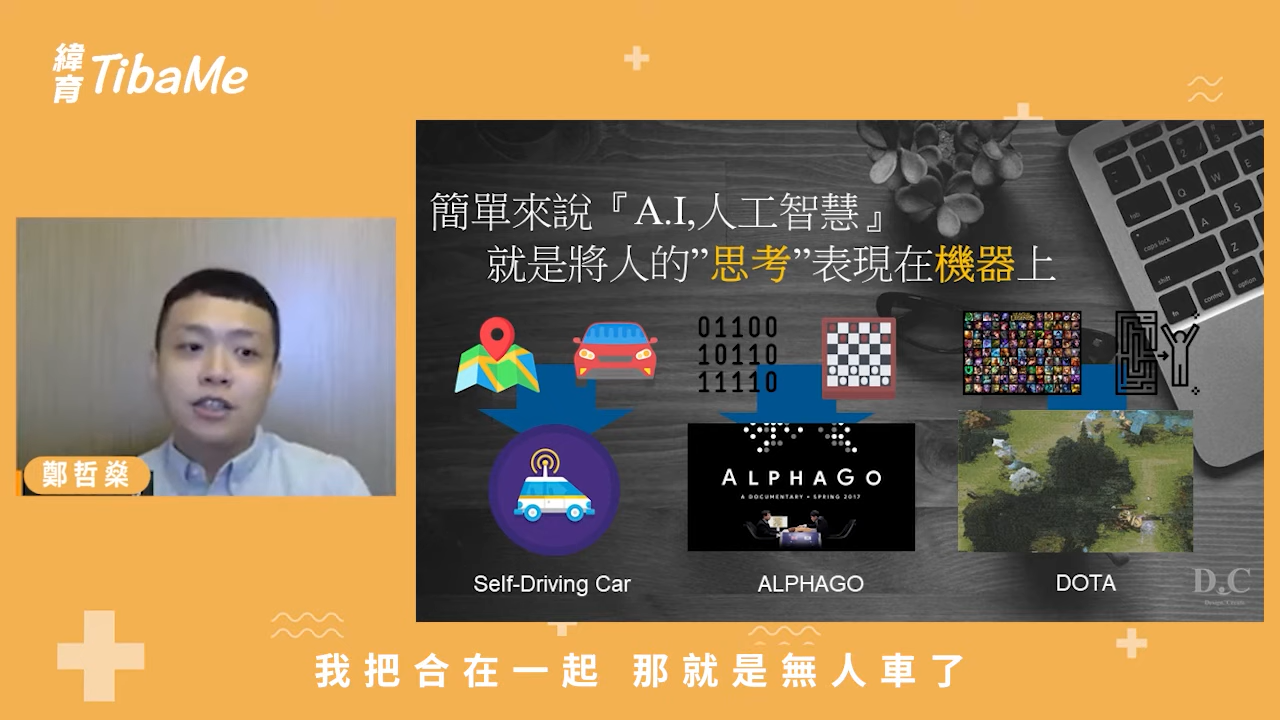 緯育 TibaMe
簡單來說『A.I,人工智慧』
就是將人的”思考”表現在機器上
01100
10110
11110
ALPHAGO
A DOCUMENTARY • SPRING 2017
Self-Driving Car
ALPHAGO
DOTA
D.C
鄭哲燊
我把合在一起 那就是無人車了